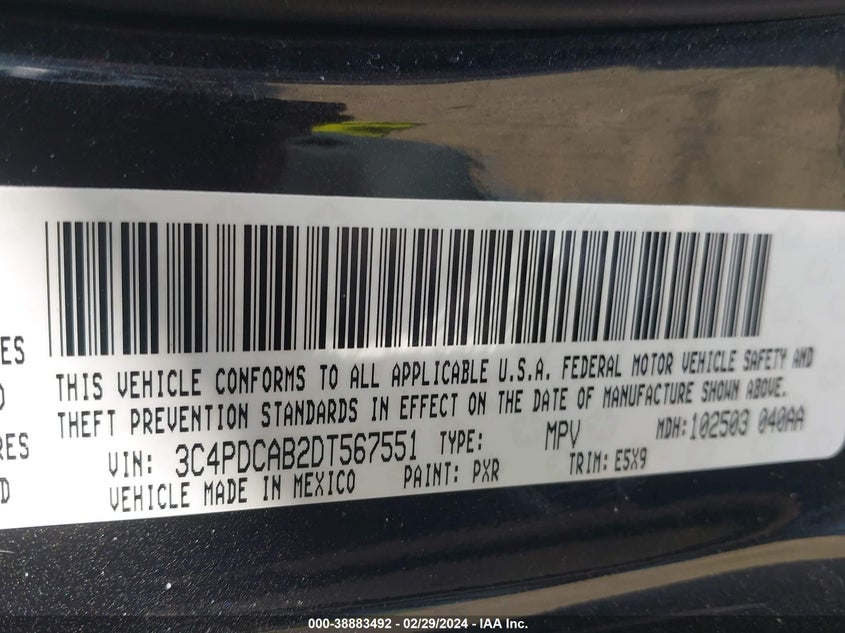 ES
THIS VEHICLE CONFORMS TO ALL APPLICABLE U.S.A. FEDERAL MOTOR VEHICLE SAFETY AND
THEFT PREVENTION STANDARDS IN EFFECT ON THE DATE OF MANUFACTURE SHOWN ABOVE.
RES
VIN: 3C4PDCAB2DT567551 TYPE: MPV MDH:102503 040AA
D
VEHICLE MADE IN MEXICO PAINT: PXR TRIM: E5X9
000-38883492 - 02/29/2024 - IAA Inc.